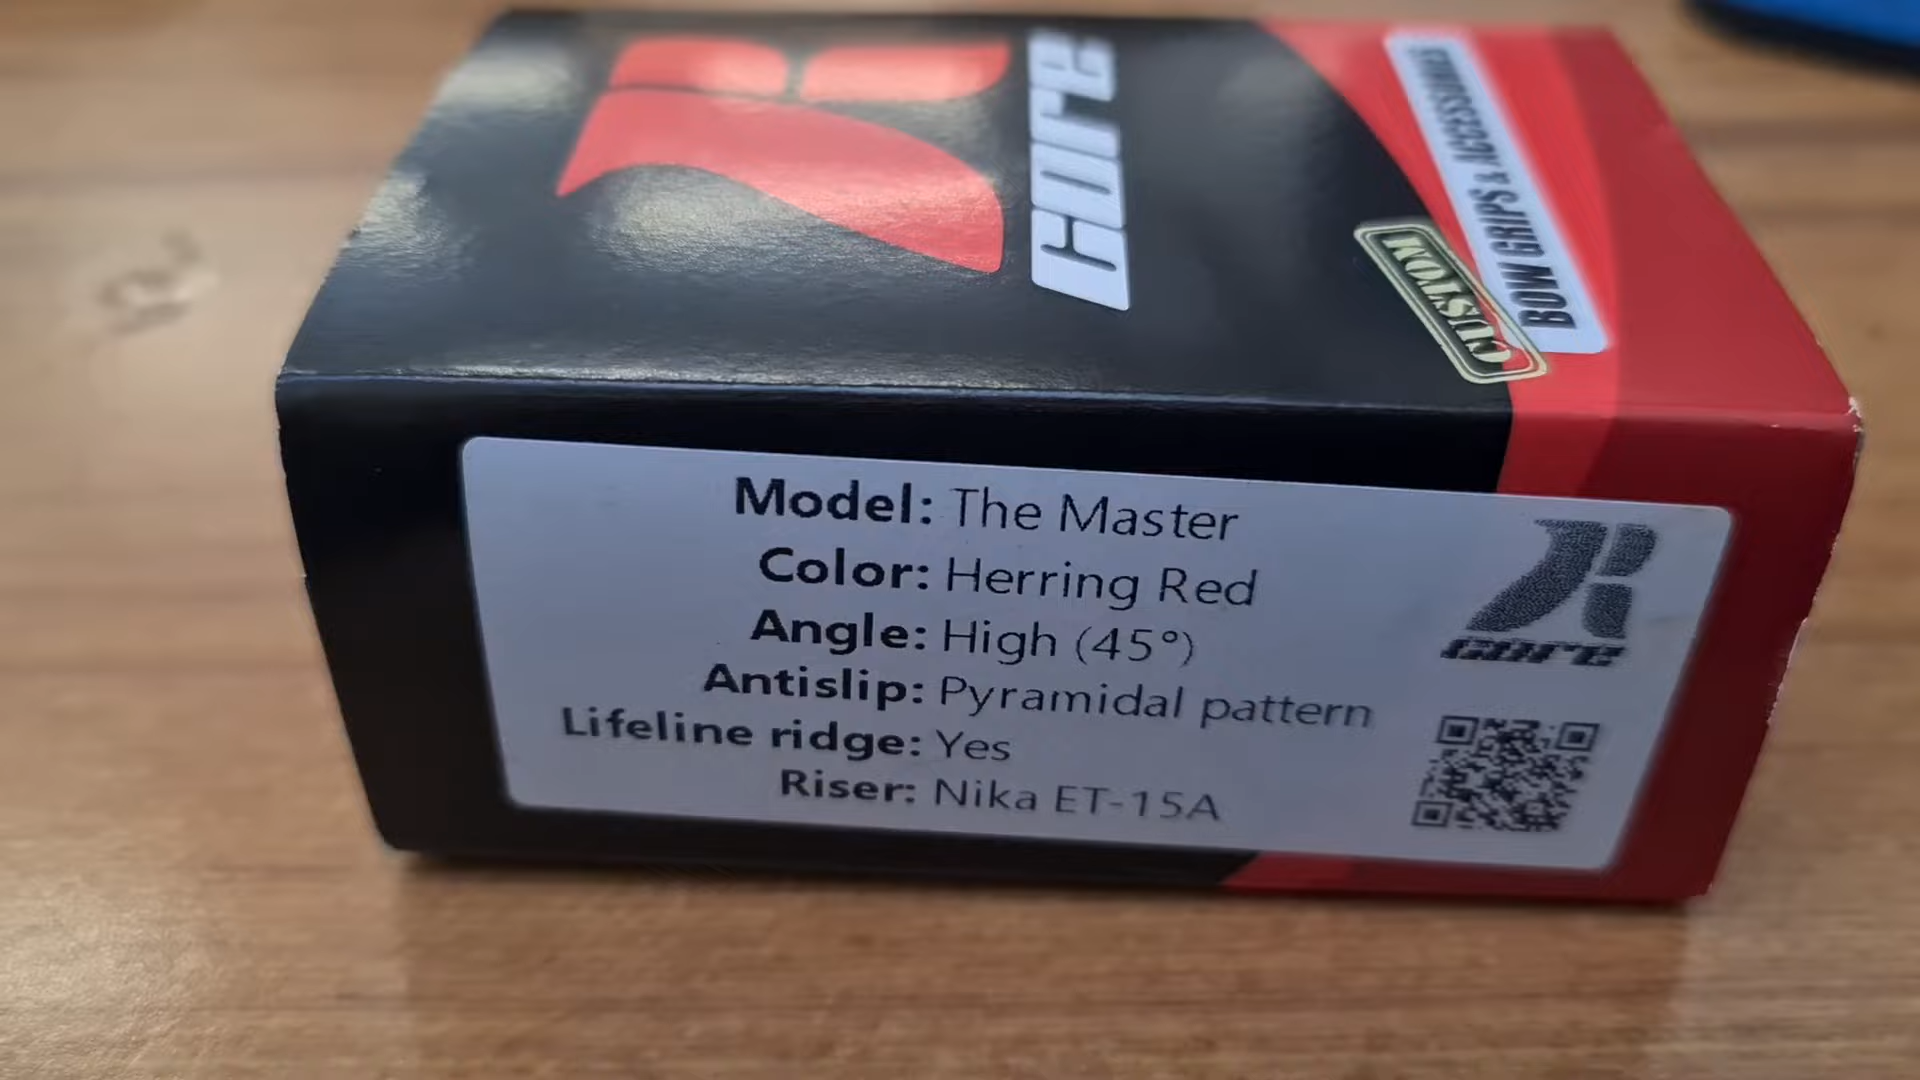 core
BOW GRIPS & ACCESSORIES
CUSTOM
Model: The Master
Color: Herring Red
Angle: High (45°)
Antislip: Pyramidal pattern
Lifeline ridge: Yes
Riser: Nika ET-15A
core